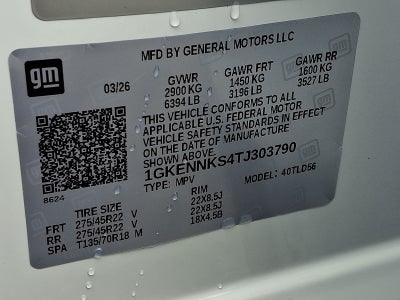 MFD BY GENERAL MOTORS LLC
gm
03/26
GVWR GAWR FRT GAWR RR
2900 KG 1450 KG 1600 KG
6394 LB 3196 LB 3527 LB
THIS VEHICLE CONFORMS TO ALL
APPLICABLE U.S. FEDERAL MOTOR
VEHICLE SAFETY STANDARDS IN EFFECT
ON THE DATE OF MANUFACTURE
1GKENNKS4TJ303790
TYPE: MPV MODEL: 40TLD56
8624
TIRE SIZE RIM
FRT 275/45R22 V 22X8.5J
RR 275/45R22 V 22X8.5J
SPA T135/70R18 M 18X4.5B